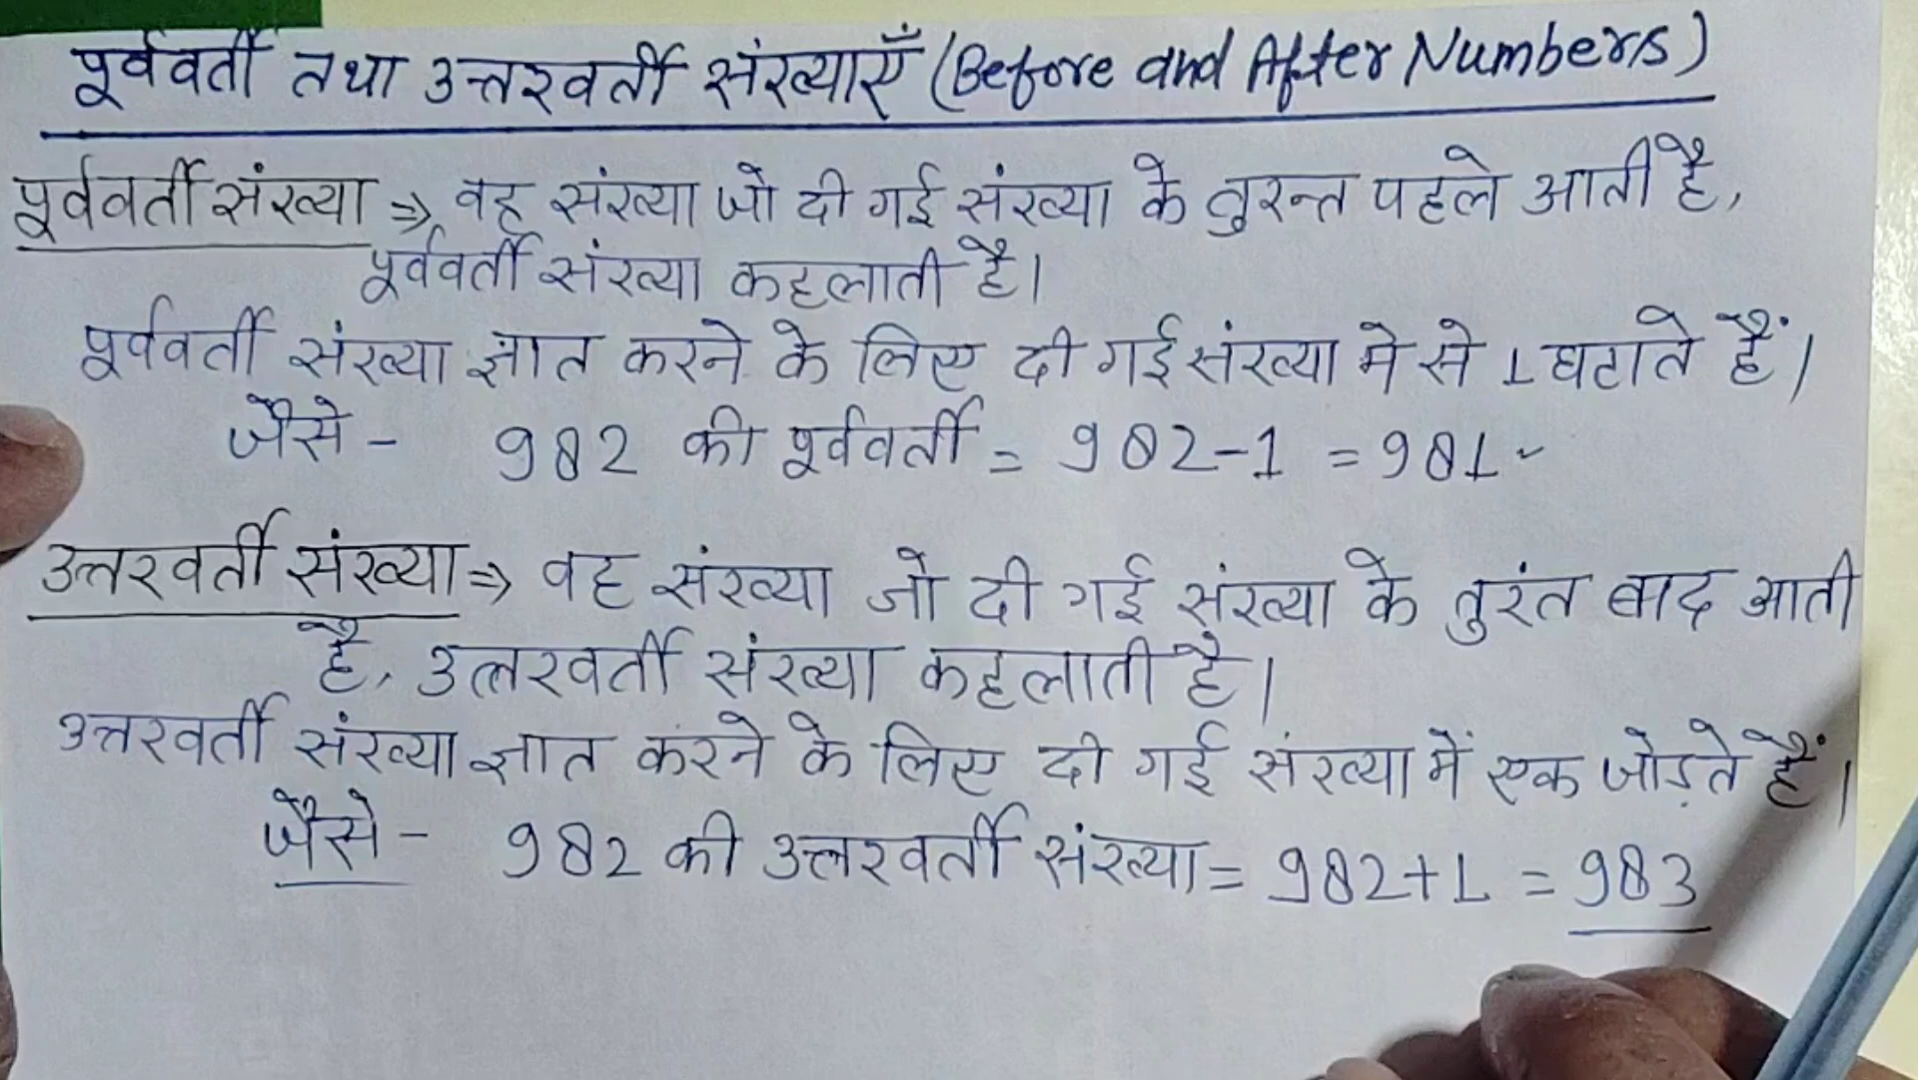 पूर्ववर्ती तथा उत्तरवर्ती संख्याएँ (Before and After Numbers)
पूर्ववर्ती संख्या ⇒ वह संख्या जो दी गई संख्या के तुरन्त पहले आती है,
पूर्ववर्ती संख्या कहलाती है।
पूर्ववर्ती संख्या ज्ञात करने के लिए दी गई संख्या मे से 1 घटाते हैं।
जैसे - 982 की पूर्ववर्ती = 982-1 = 981
उत्तरवर्ती संख्या ⇒ वह संख्या जो दी गई संख्या के तुरंत बाद आती
है, उत्तरवर्ती संख्या कहलाती है।
उत्तरवर्ती संख्या ज्ञात करने के लिए दी गई संख्या में एक जोड़ते हैं।
जैसे - 982 की उत्तरवर्ती संख्या = 982+1 = 983